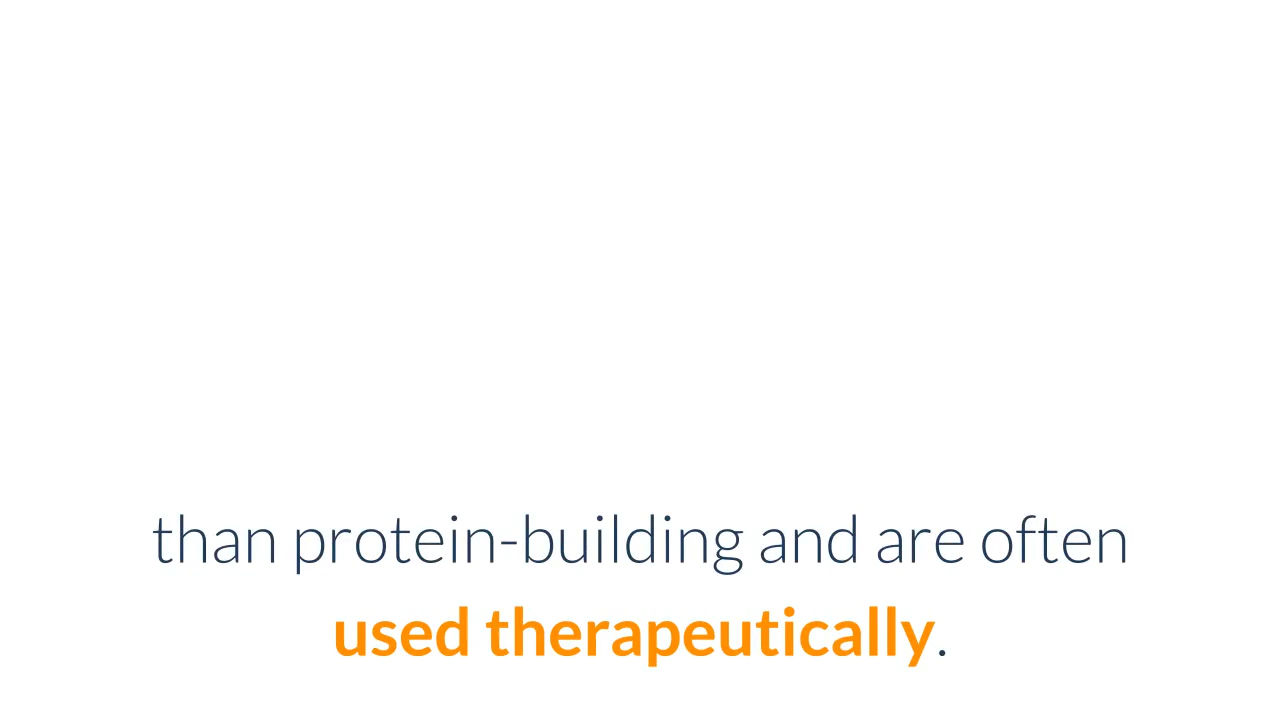 than protein-building and are often
used therapeutically.